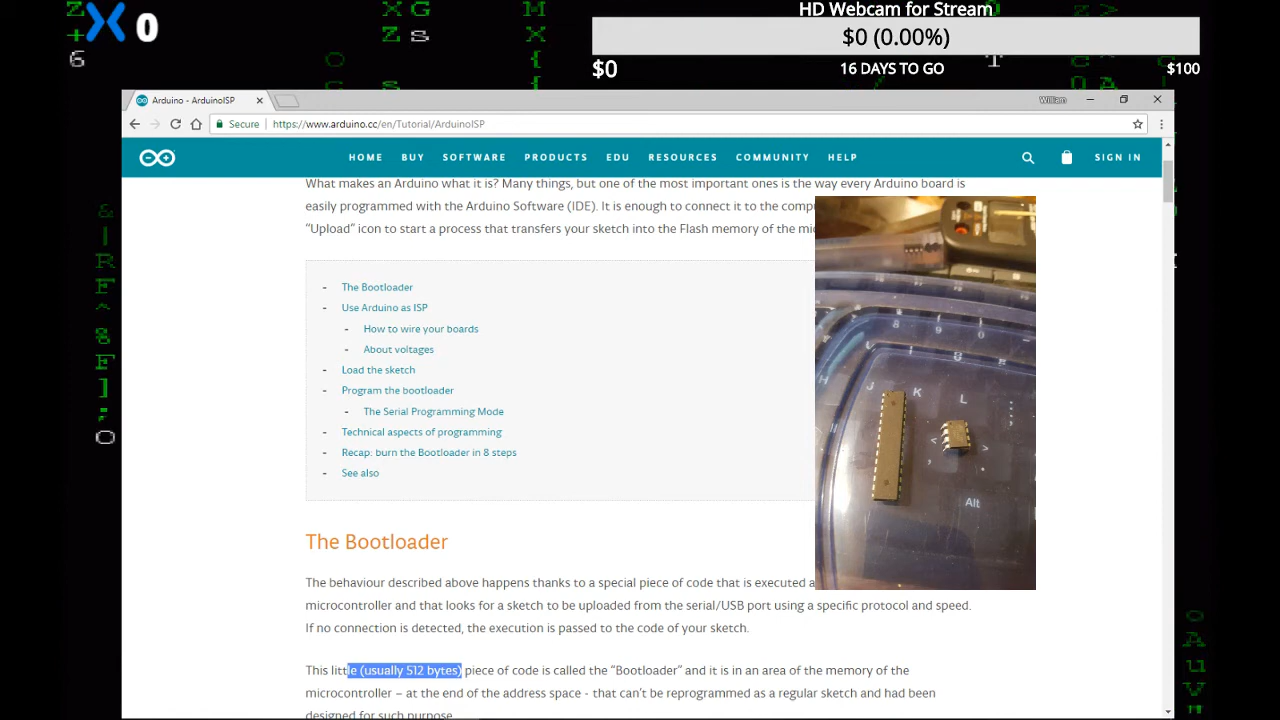 HD Webcam for Stream
X 0
$0 (0.00%)
$0
16 DAYS TO GO
$100
Arduino - ArduinoISP
William
Secure
https://www.arduino.cc/en/Tutorial/ArduinoISP
HOME BUY SOFTWARE PRODUCTS EDU RESOURCES COMMUNITY HELP SIGN IN
What makes an Arduino what it is? Many things, but one of the most important ones is the way every Arduino board is
easily programmed with the Arduino Software (IDE). It is enough to connect it to the
"Upload" icon to start a process that transfers your sketch into the Flash memory of the
- The Bootloader
- Use Arduino as ISP
- How to wire your boards
- About voltages
- Load the sketch
- Program the bootloader
- The Serial Programming Mode
- Technical aspects of programming
- Recap: burn the Bootloader in 8 steps
- See also
J K L
Alt
The Bootloader
The behaviour described above happens thanks to a special piece of code that is executed
microcontroller and that looks for a sketch to be uploaded from the serial/USB port using a specific protocol and speed.
If no connection is detected, the execution is passed to the code of your sketch.
This little (usually 512 bytes) piece of code is called the “Bootloader” and it is in an area of the memory of the
microcontroller – at the end of the address space - that can’t be reprogrammed as a regular sketch and had been
designed for such purpose.